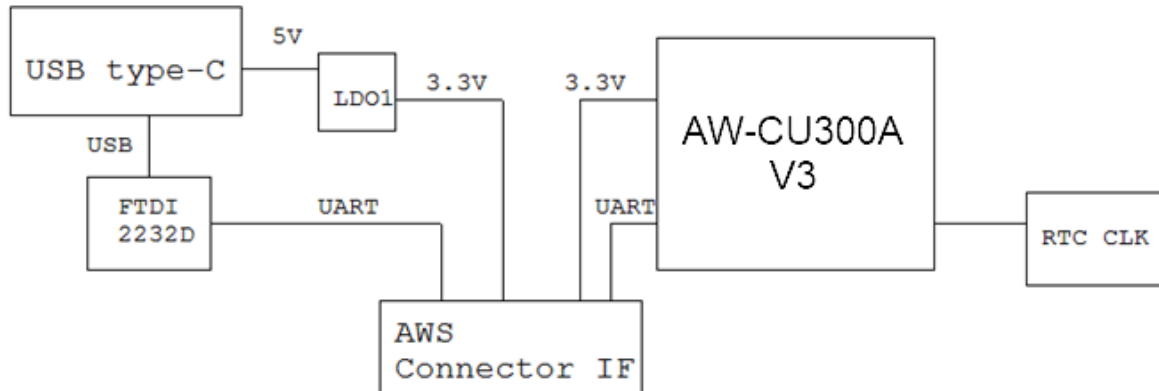 USB type-C
5V
LDO1
3.3V
3.3V
AW-CU300A
V3
USB
FTDI
2232D
UART
UART
RTC CLK
AWS
Connector IF